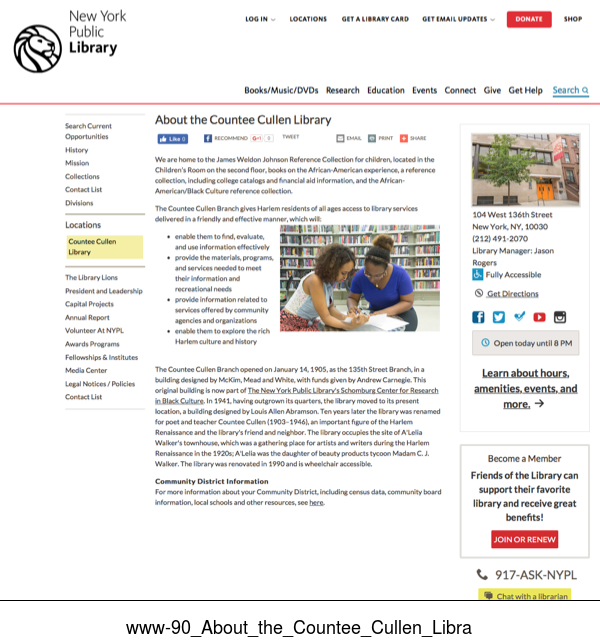 New York
Public
Library
LOG IN
LOCATIONS
GET A LIBRARY CARD
GET EMAIL UPDATES
DONATE
SHOP
Books/Music/DVDs Research Education Events Connect Give Get Help Search
Search Current
Opportunities
History
Mission
Collections
Contact List
Divisions
Locations
Countee Cullen
Library
The Library Lions
President and Leadership
Capital Projects
Annual Report
Volunteer At NYPL
Awards Programs
Fellowships & Institutes
Media Center
Legal Notices / Policies
Contact List
About the Countee Cullen Library
Like 0
RECOMMEND
TWEET
EMAIL
PRINT
SHARE
We are home to the James Weldon Johnson Reference Collection for children, located in the
Children's Room on the second floor, books on the African-American experience, a reference
collection, including college catalogs and financial aid information, and the African-
American/Black Culture reference collection.
The Countee Cullen Branch gives Harlem residents of all ages access to library services
delivered in a friendly and effective manner, which will:
• enable them to find, evaluate,
and use information effectively
• provide the materials, programs,
and services needed to meet
their information and
recreational needs
• provide information related to
services offered by community
agencies and organizations
• enable them to explore the rich
Harlem culture and history
The Countee Cullen Branch opened on January 14, 1905, as the 135th Street Branch, in a
building designed by McKim, Mead and White, with funds given by Andrew Carnegie. This
original building is now part of The New York Public Library's Schomburg Center for Research
in Black Culture. In 1941, having outgrown its quarters, the library moved to its present
location, a building designed by Louis Allen Abramson. Ten years later the library was renamed
for poet and teacher Countee Cullen (1903–1946), an important figure of the Harlem
Renaissance and the library's friend and neighbor. The library occupies the site of A'Lelia
Walker's townhouse, which was a gathering place for artists and writers during the Harlem
Renaissance in the 1920s; A'Lelia was the daughter of beauty products tycoon Madam C. J.
Walker. The library was renovated in 1990 and is wheelchair accessible.
Community District Information
For more information about your Community District, including census data, community board
information, local schools and other resources, see here.
104 West 136th Street
New York, NY, 10030
(212) 491-2070
Library Manager: Jason
Rogers
Fully Accessible
Get Directions
Open today until 8 PM
Learn about hours,
amenities, events, and
more. →
Become a Member
Friends of the Library can
support their favorite
library and receive great
benefits!
JOIN OR RENEW
917-ASK-NYPL
Chat with a librarian
www-90_About_the_Countee_Cullen_Libra